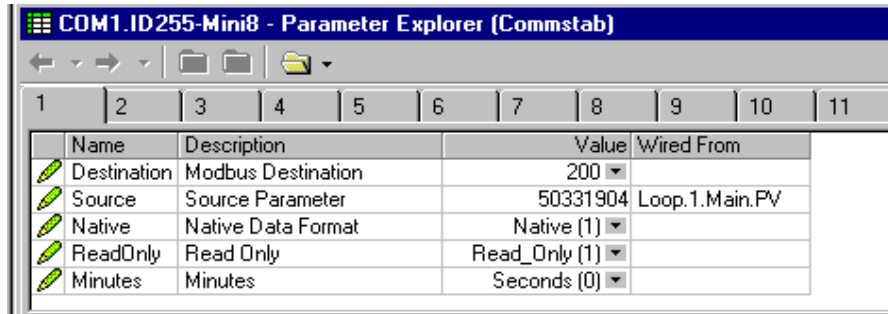 COM1.ID255-Mini8 - Parameter Explorer (Commstab)
1 2 3 4 5 6 7 8 9 10 11
Name Description Value Wired From
Destination Modbus Destination 200
Source Source Parameter 50331904 Loop.1.Main.PV
Native Native Data Format Native (1)
ReadOnly Read Only Read_Only (1)
Minutes Minutes Seconds (0)